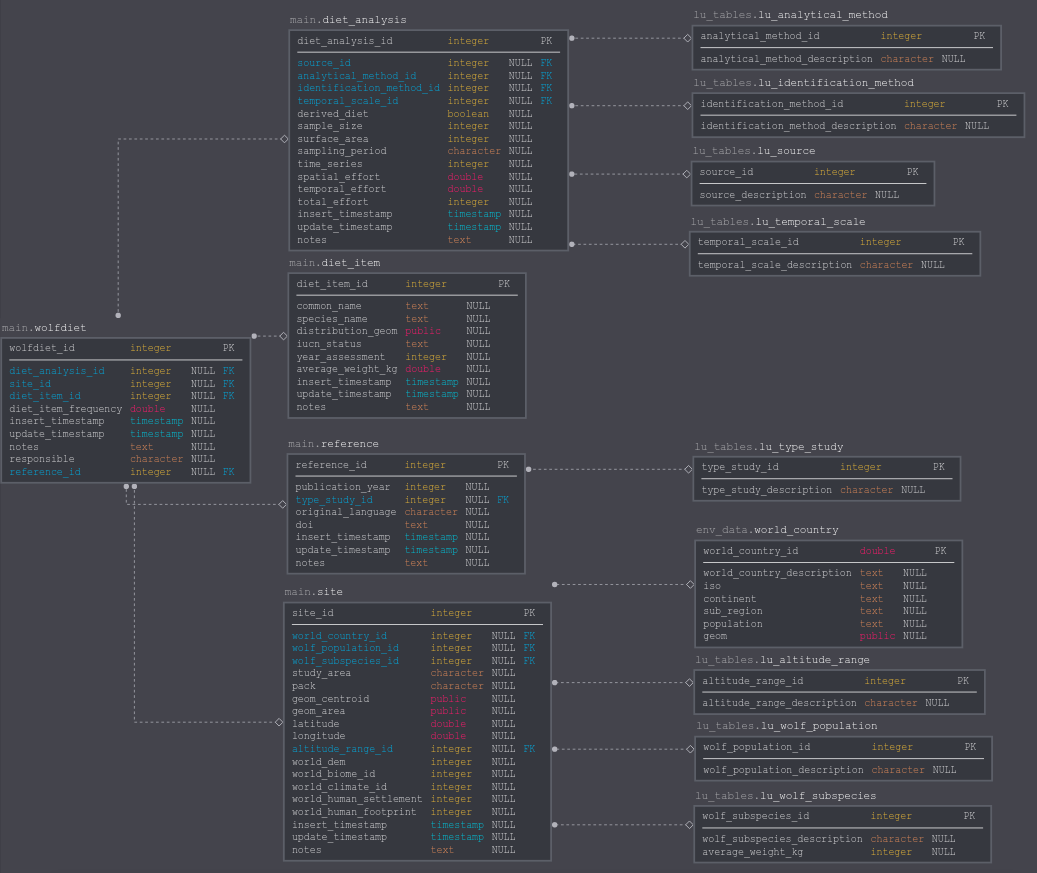 main.diet_analysis
diet_analysis_id integer PK
source_id integer NULL FK
analytical_method_id integer NULL FK
identification_method_id integer NULL FK
temporal_scale_id integer NULL FK
derived_diet boolean NULL
sample_size integer NULL
surface_area integer NULL
sampling_period character NULL
time_series integer NULL
spatial_effort double NULL
temporal_effort double NULL
total_effort integer NULL
insert_timestamp timestamp NULL
update_timestamp timestamp NULL
notes text NULL
lu_tables.lu_analytical_method
analytical_method_id integer PK
analytical_method_description character NULL
lu_tables.lu_identification_method
identification_method_id integer PK
identification_method_description character NULL
lu_tables.lu_source
source_id integer PK
source_description character NULL
lu_tables.lu_temporal_scale
temporal_scale_id integer PK
temporal_scale_description character NULL
main.diet_item
diet_item_id integer PK
common_name text NULL
species_name text NULL
distribution_geom public NULL
iucn_status text NULL
year_assessment integer NULL
average_weight_kg double NULL
insert_timestamp timestamp NULL
update_timestamp timestamp NULL
notes text NULL
main.wolfdiet
wolfdiet_id integer PK
diet_analysis_id integer NULL FK
site_id integer NULL FK
diet_item_id integer NULL FK
diet_item_frequency double NULL
insert_timestamp timestamp NULL
update_timestamp timestamp NULL
notes text NULL
responsible character NULL
reference_id integer NULL FK
main.reference
reference_id integer PK
publication_year integer NULL
type_study_id integer NULL FK
original_language character NULL
doi text NULL
insert_timestamp timestamp NULL
update_timestamp timestamp NULL
notes text NULL
lu_tables.lu_type_study
type_study_id integer PK
type_study_description character NULL
env_data.world_country
world_country_id double PK
world_country_description text NULL
iso text NULL
continent text NULL
sub_region text NULL
population text NULL
geom public NULL
main.site
site_id integer PK
world_country_id integer NULL FK
wolf_population_id integer NULL FK
wolf_subspecies_id integer NULL FK
study_area character NULL
pack character NULL
geom_centroid public NULL
geom_area public NULL
latitude double NULL
longitude double NULL
altitude_range_id integer NULL FK
world_dem integer NULL
world_biome_id integer NULL
world_climate_id integer NULL
world_human_settlement integer NULL
world_human_footprint integer NULL
insert_timestamp timestamp NULL
update_timestamp timestamp NULL
notes text NULL
lu_tables.lu_altitude_range
altitude_range_id integer PK
altitude_range_description character NULL
lu_tables.lu_wolf_population
wolf_population_id integer PK
wolf_population_description character NULL
lu_tables.lu_wolf_subspecies
wolf_subspecies_id integer PK
wolf_subspecies_description character NULL
average_weight_kg integer NULL